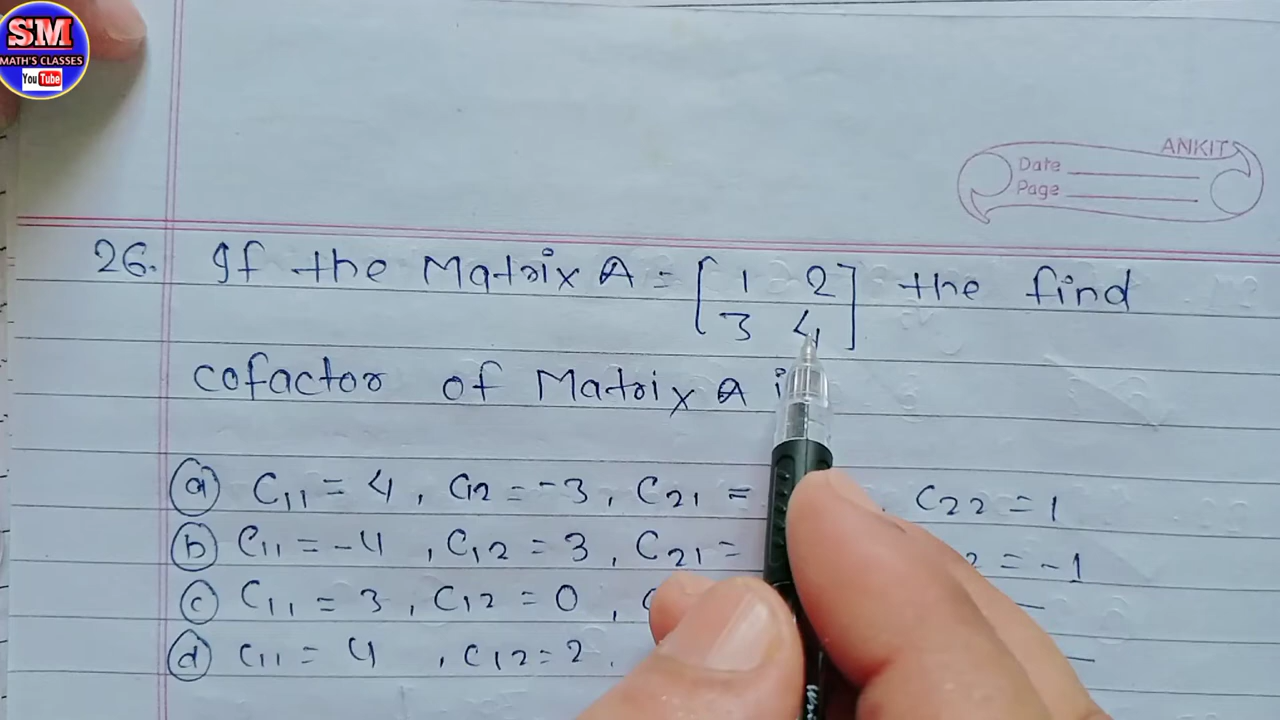 SM
MATH'S CLASSES
YouTube
ANKIT
Date
Page
26. If the Matrix A = [1 2
3 4] the find
cofactor of Matrix A
(a) C11 = 4, C12 = -3, C21 = , C22 = 1
(b) C11 = -4, C12 = 3, C21 = 2 = -1
(c) C11 = 3, C12 = 0,
(d) C11 = 4, C12 = 2.